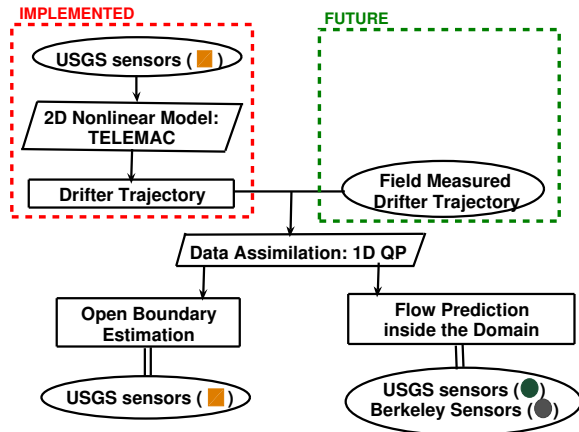 IMPLEMENTED
FUTURE
USGS sensors ( )
2D Nonlinear Model:
TELEMAC
Drifter Trajectory
Field Measured
Drifter Trajectory
Data Assimilation: 1D QP
Open Boundary
Estimation
Flow Prediction
inside the Domain
USGS sensors ( )
USGS sensors ( )
Berkeley Sensors ( )